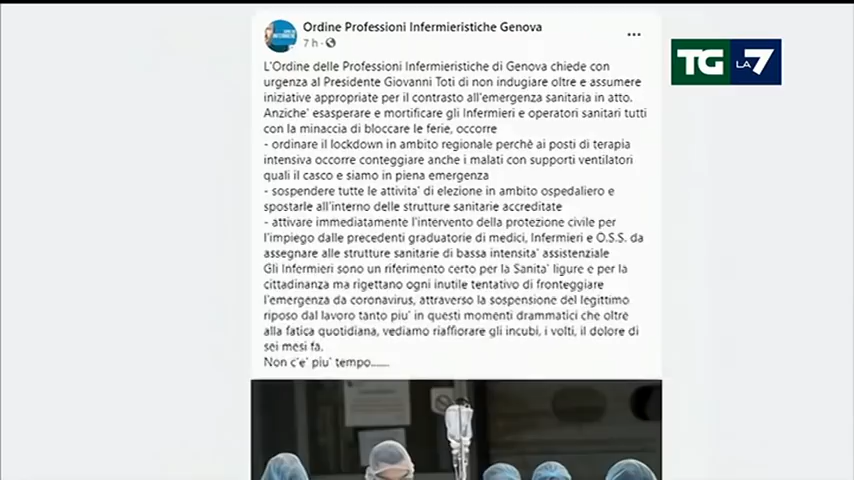 Ordine Professioni Infermieristiche Genova
7 h
TG LA 7
L'Ordine delle Professioni Infermieristiche di Genova chiede con
urgenza al Presidente Giovanni Toti di non indugiare oltre e assumere
iniziative appropriate per il contrasto all'emergenza sanitaria in atto.
Anziche' esasperare e mortificare gli Infermieri e operatori sanitari tutti
con la minaccia di bloccare le ferie, occorre
- ordinare il lockdown in ambito regionale perchè ai posti di terapia
intensiva occorre conteggiare anche i malati con supporti ventilatori
quali il casco e siamo in piena emergenza
- sospendere tutte le attivita' di elezione in ambito ospedaliero e
spostarle all'interno delle strutture sanitarie accreditate
- attivare immediatamente l'intervento della protezione civile per
l'impiego dalle precedenti graduatorie di medici, Infermieri e O.S.S. da
assegnare alle strutture sanitarie di bassa intensita' assistenziale
Gli Infermieri sono un riferimento certo per la Sanita' ligure e per la
cittadinanza ma rigettano ogni inutile tentativo di fronteggiare
l'emergenza da coronavirus, attraverso la sospensione del legittimo
riposo dal lavoro tanto piu' in questi momenti drammatici che oltre
alla fatica quotidiana, vediamo riaffiorare gli incubi, i volti, il dolore di
sei mesi fa.
Non c'e' piu' tempo.......